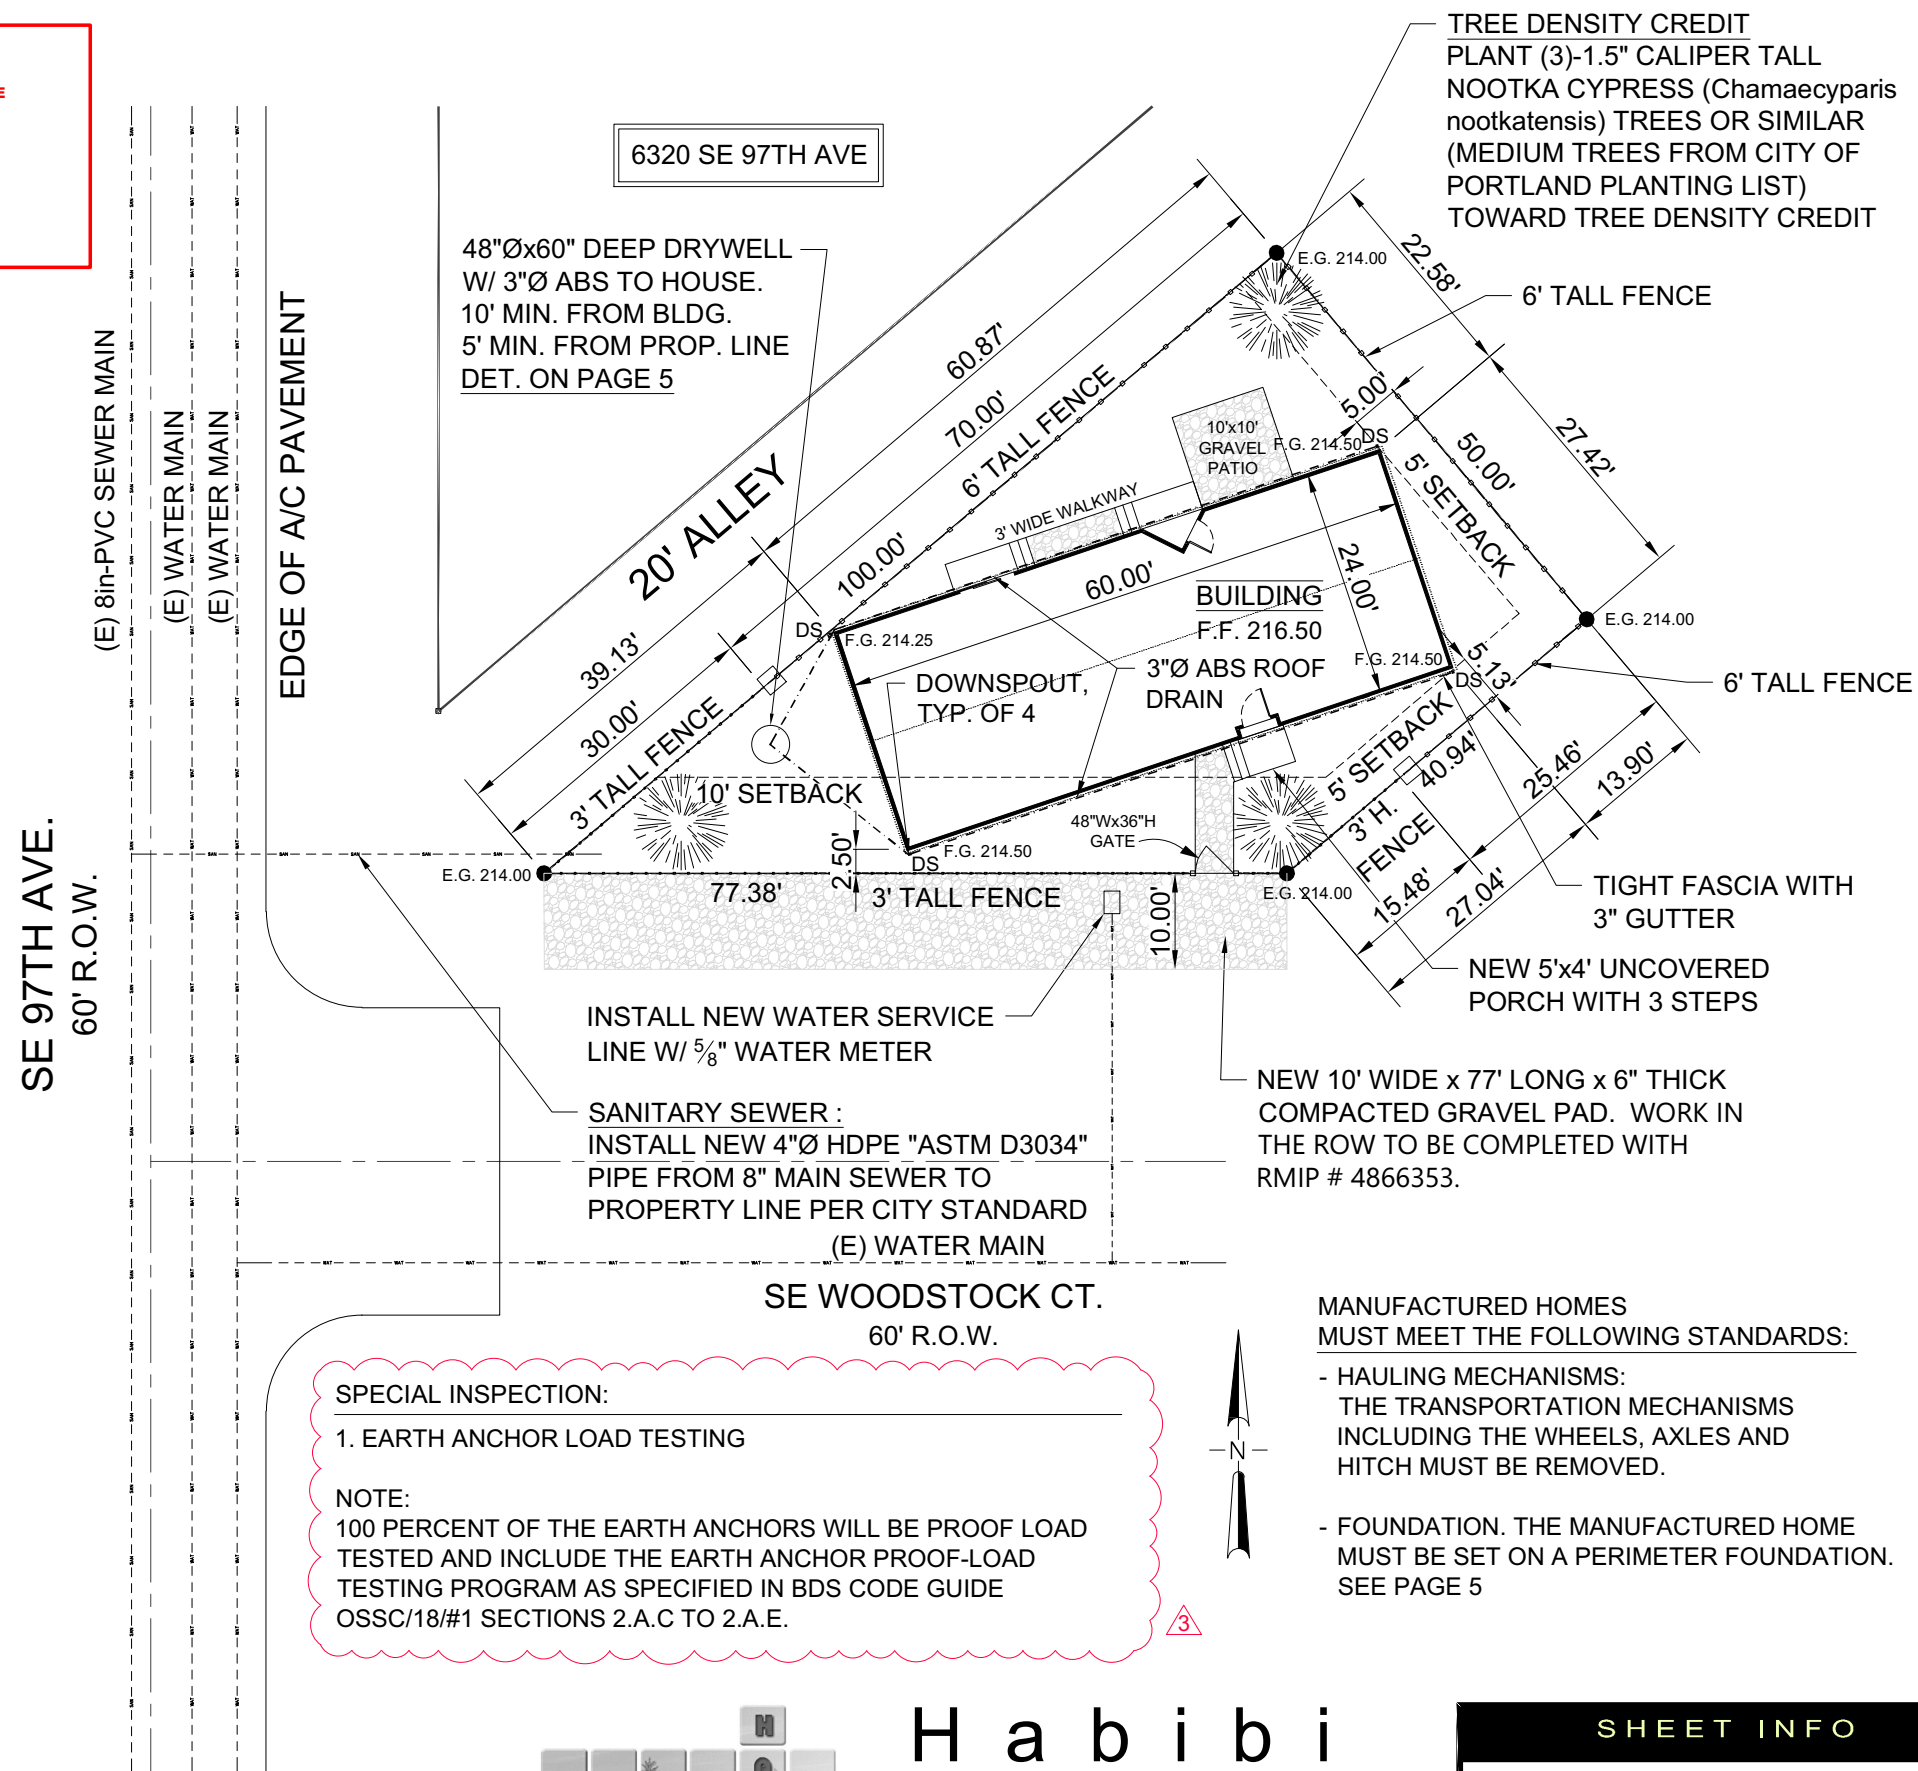 TREE DENSITY CREDIT
PLANT (3)-1.5" CALIPER TALL
NOOTKA CYPRESS (Chamaecyparis
nootkatensis) TREES OR SIMILAR
(MEDIUM TREES FROM CITY OF
PORTLAND PLANTING LIST)
TOWARD TREE DENSITY CREDIT
6320 SE 97TH AVE
48"Øx60" DEEP DRYWELL
W/ 3"Ø ABS TO HOUSE.
10' MIN. FROM BLDG.
5' MIN. FROM PROP. LINE
DET. ON PAGE 5
E.G. 214.00
22.58'
6' TALL FENCE
60.87'
70.00'
6' TALL FENCE
5.00'
50.00'
27.42'
5' SETBACK
10'x10'
GRAVEL
PATIO
F.G. 214.50
DS
3' WIDE WALKWAY
20' ALLEY
100.00'
60.00'
24.00'
BUILDING
F.F. 216.50
E.G. 214.00
(E) 8in-PVC SEWER MAIN
(E) WATER MAIN
(E) WATER MAIN
EDGE OF A/C PAVEMENT
39.13'
30.00'
DS
F.G. 214.25
3' TALL FENCE
DOWNSPOUT,
TYP. OF 4
3"Ø ABS ROOF
DRAIN
F.G. 214.50
DS
5.13'
6' TALL FENCE
10' SETBACK
5' SETBACK
40.94'
25.46'
13.90'
3' H.
FENCE
48"Wx36"H
GATE
2.50'
F.G. 214.50
DS
E.G. 214.00
77.38'
3' TALL FENCE
10.00'
E.G. 214.00
15.48'
27.04'
TIGHT FASCIA WITH
3" GUTTER
SE 97TH AVE.
60' R.O.W.
NEW 5'x4' UNCOVERED
PORCH WITH 3 STEPS
INSTALL NEW WATER SERVICE
LINE W/ 5⁄8" WATER METER
NEW 10' WIDE x 77' LONG x 6" THICK
COMPACTED GRAVEL PAD. WORK IN
THE ROW TO BE COMPLETED WITH
RMIP # 4866353.
SANITARY SEWER :
INSTALL NEW 4"Ø HDPE "ASTM D3034"
PIPE FROM 8" MAIN SEWER TO
PROPERTY LINE PER CITY STANDARD
(E) WATER MAIN
SE WOODSTOCK CT.
60' R.O.W.
SPECIAL INSPECTION:
1. EARTH ANCHOR LOAD TESTING
NOTE:
100 PERCENT OF THE EARTH ANCHORS WILL BE PROOF LOAD
TESTED AND INCLUDE THE EARTH ANCHOR PROOF-LOAD
TESTING PROGRAM AS SPECIFIED IN BDS CODE GUIDE
OSSC/18/#1 SECTIONS 2.A.C TO 2.A.E.
3
N
MANUFACTURED HOMES
MUST MEET THE FOLLOWING STANDARDS:
- HAULING MECHANISMS:
THE TRANSPORTATION MECHANISMS
INCLUDING THE WHEELS, AXLES AND
HITCH MUST BE REMOVED.
- FOUNDATION. THE MANUFACTURED HOME
MUST BE SET ON A PERIMETER FOUNDATION.
SEE PAGE 5
H
Habibi
SHEET INFO